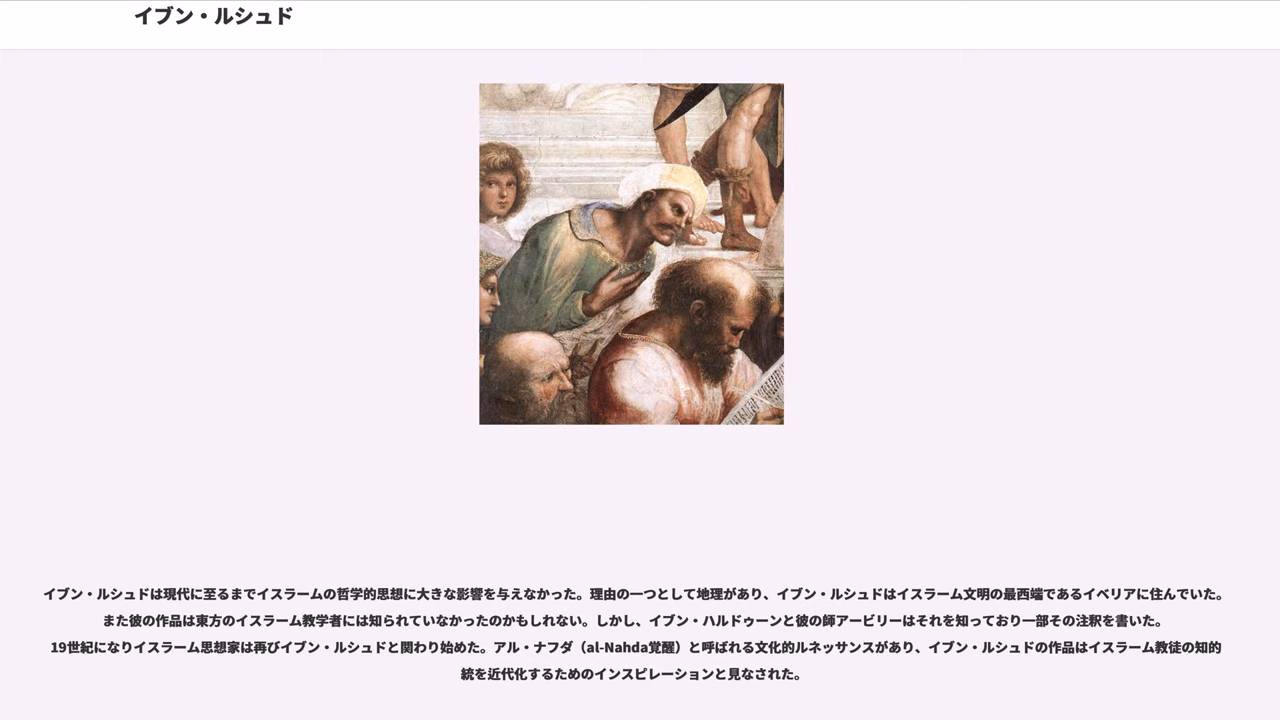 イブン・ルシュド
イブン・ルシュドは現代に至るまでイスラームの哲学的思想に大きな影響を与えなかった。理由の一つとして地理があり、イブン・ルシュドはイスラーム文明の最西端であるイベリアに住んでいた。
また彼の作品は東方のイスラーム教学者には知られていなかったのかもしれない。しかし、イブン・ハルドゥーンと彼の師アービリーはそれを知っており一部その注釈を書いた。
19世紀になりイスラーム思想家は再びイブン・ルシュドと関わり始めた。アル・ナフダ（al-Nahda覚醒）と呼ばれる文化的ルネッサンスがあり、イブン・ルシュドの作品はイスラーム教徒の知的
統を近代化するためのインスピレーションと見なされた。